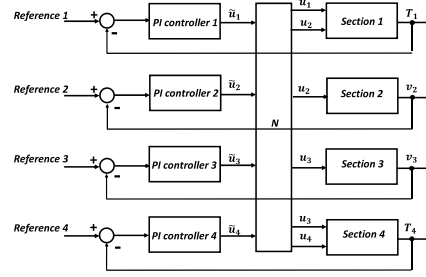 Reference 1 + - PI controller 1 ũ₁ u₁ u₂ Section 1 T₁
Reference 2 + - PI controller 2 ũ₂ u₂ Section 2 v₂
N
Reference 3 + - PI controller 3 ũ₃ u₃ Section 3 v₃
Reference 4 + - PI controller 4 ũ₄ u₃ u₄ Section 4 T₄